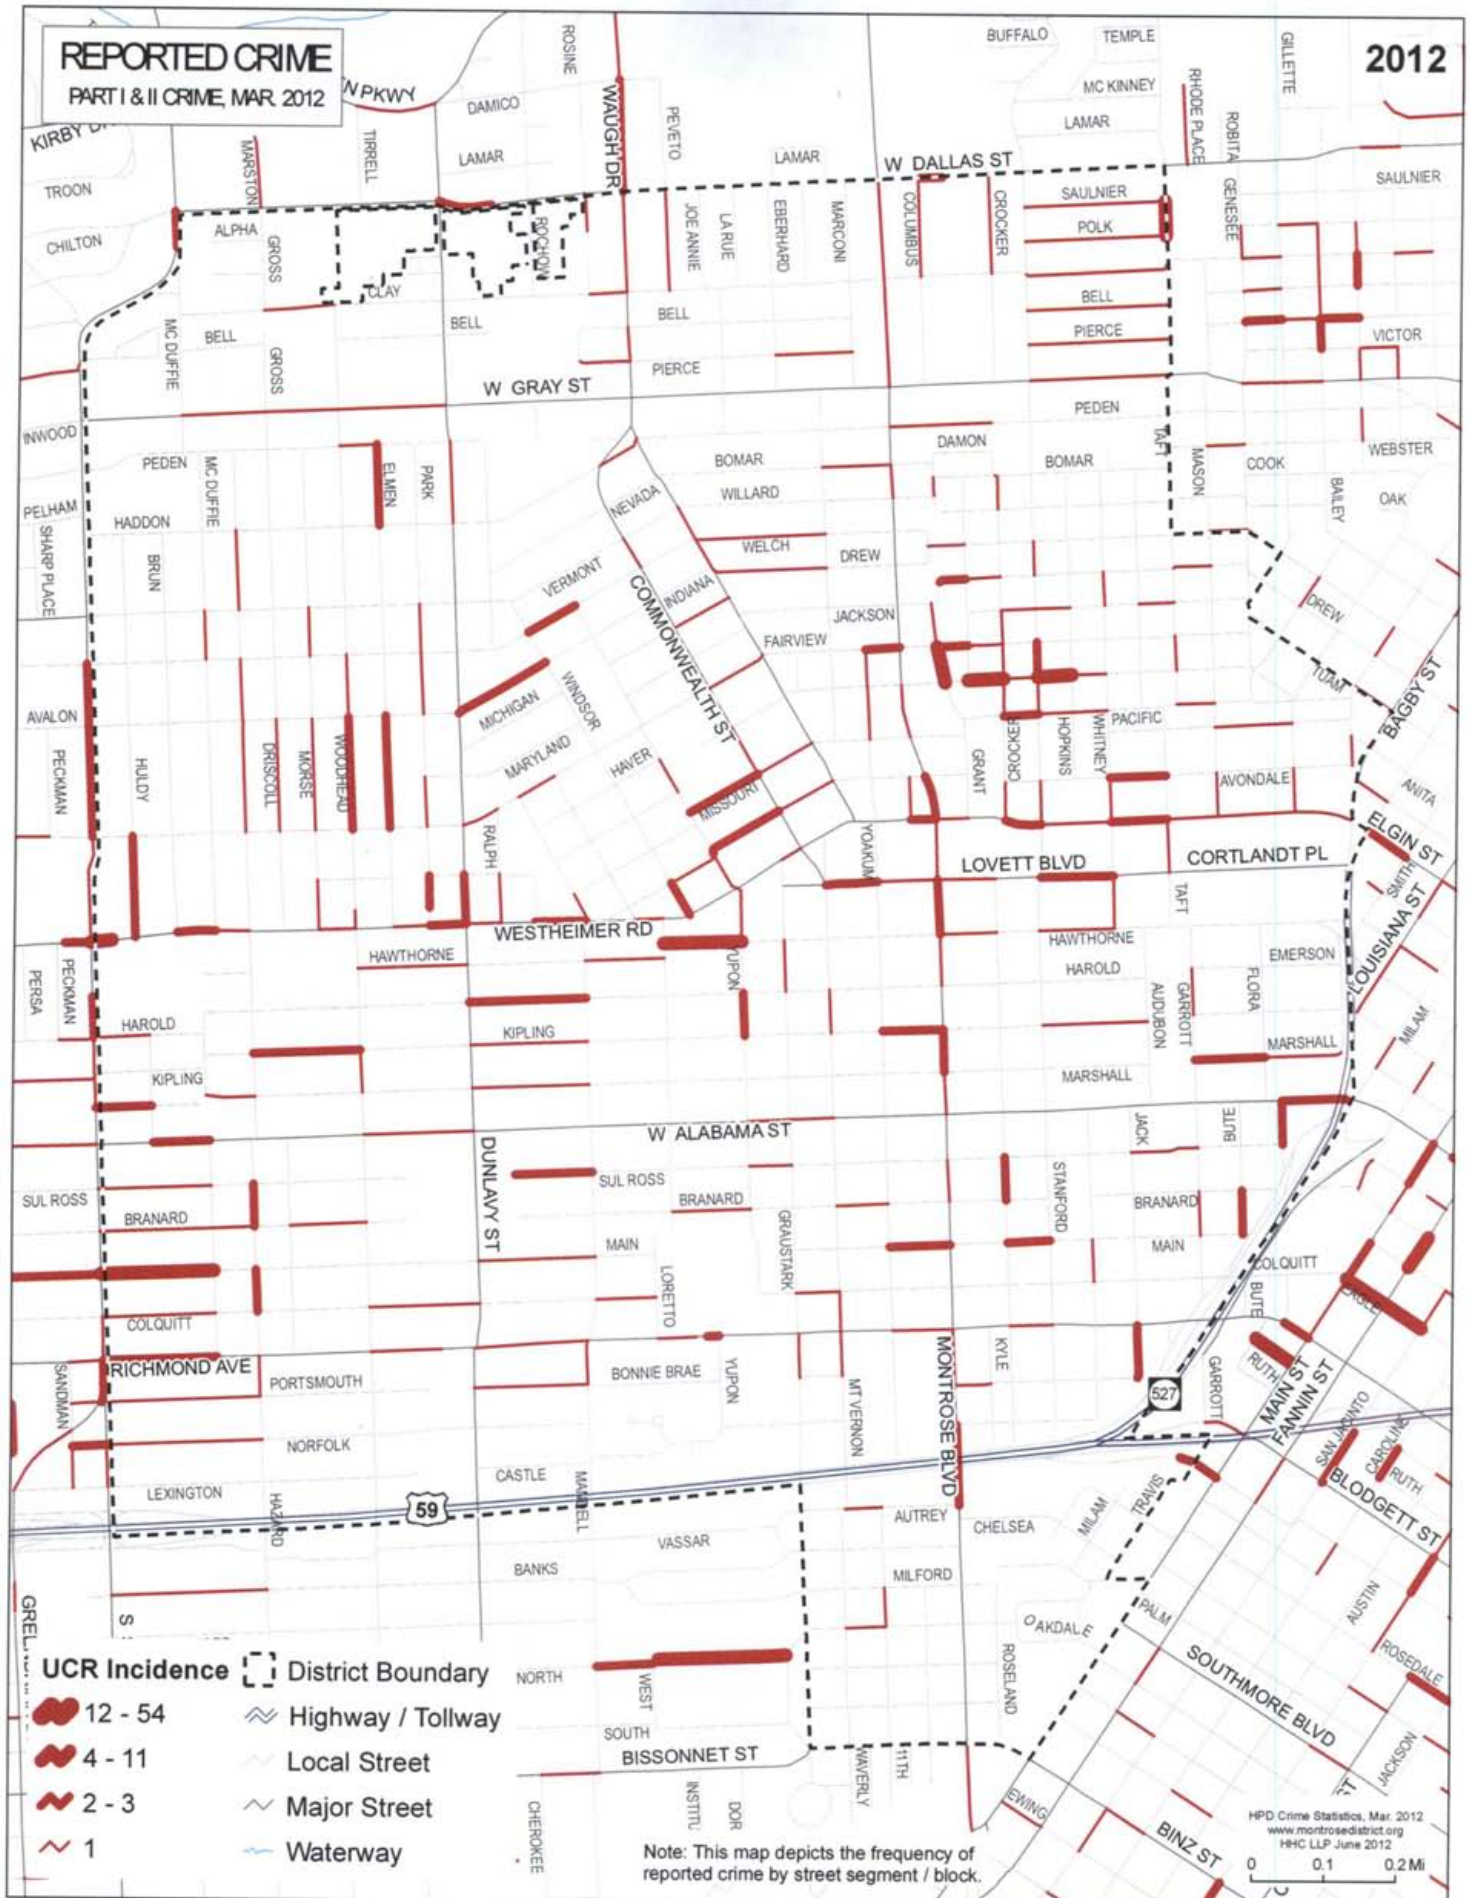 REPORTED CRIME
PART I & II CRIME, MAR. 2012
2012
BUFFALO
TEMPLE
GILLETTE
ROSINE
N PKWY
DAMICO
WAUGH DR
PEVETO
MC KINNEY
RHODE PLACE
ROBITA
LAMAR
KIRBY
MARSTON
TIRRELL
LAMAR
LAMAR
W DALLAS ST
TROON
SAULNIER
SAULNIER
GENESEE
CHILTON
ALPHA
GROSS
ROCHOW
JOE ANNIE
LA RUE
EBERHARD
MARCONI
COLUMBUS
CROCKER
POLK
CLAY
BELL
MC DUFFIE
BELL
GROSS
BELL
BELL
PIERCE
VICTOR
PIERCE
W GRAY ST
PEDEN
INWOOD
PEDEN
MC DUFFIE
ELMEN
PARK
BOMAR
DAMON
BOMAR
TAFT
MASON
COOK
WEBSTER
PELHAM
HADDON
NEVADA
WILLARD
BAILEY
OAK
SHARP PLACE
BRUN
WELCH
DREW
VERMONT
COMMONWEALTH ST
INDIANA
JACKSON
DREW
FAIRVIEW
TUAM
BAGBY ST
AVALON
MICHIGAN
WINDSOR
PACIFIC
PECKMAN
HULDY
DRISCOLL
MORSE
WOODHEAD
MARYLAND
HAVER
GRANT
CROCKER
HOPKINS
WHITNEY
AVONDALE
ANITA
MISSOURI
RALPH
YOAKUM
LOVETT BLVD
CORTLANDT PL
ELGIN ST
SMITH
TAFT
LOUISIANA ST
WESTHEIMER RD
HAWTHORNE
HAWTHORNE
EMERSON
PERSA
PECKMAN
YUPON
HAROLD
AUDUBON
GARROTT
FLORA
HAROLD
KIPLING
MILAM
MARSHALL
KIPLING
MARSHALL
W ALABAMA ST
JACK
BUTE
DUNLAVY ST
SUL ROSS
SUL ROSS
BRANARD
BRANARD
STANFORD
BRANARD
MAIN
GRAUSTARK
MAIN
COLQUITT
LORETTO
BUTE
EAGLE
COLQUITT
RICHMOND AVE
SANDMAN
PORTSMOUTH
BONNIE BRAE
YUPON
MT VERNON
MONTROSE BLVD
KYLE
527
GARROTT
RUTH
MAIN ST
FANNIN ST
SAN JACINTO
CAROLINE
RUTH
NORFOLK
CASTLE
MANDELL
LEXINGTON
HAZARD
59
BLODGETT ST
AUTREY
CHELSEA
MILAM
TRAVIS
VASSAR
BANKS
MILFORD
AUSTIN
PALM
OAKDALE
ROSEDALE
NORTH
WEST
ROSELAND
SOUTHMORE BLVD
SOUTH
BISSONNET ST
WAVERLY
11TH
JACKSON
ST
CHEROKEE
INSTITU
DOR
EWING
BINZ ST
S
UCR Incidence
12 - 54
4 - 11
2 - 3
1
District Boundary
Highway / Tollway
Local Street
Major Street
Waterway
Note: This map depicts the frequency of
reported crime by street segment / block.
HPD Crime Statistics, Mar. 2012
www.montrosedistrict.org
HHC LLP June 2012
0 0.1 0.2 Mi